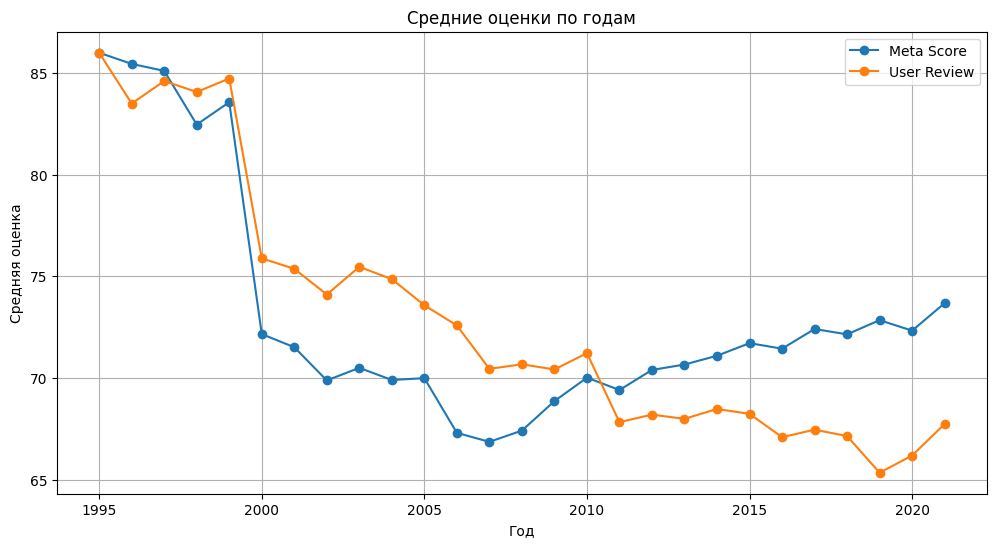 Средние оценки по годам
Meta Score
User Review
Средняя оценка
85
80
75
70
65
1995
2000
2005
2010
2015
2020
Год